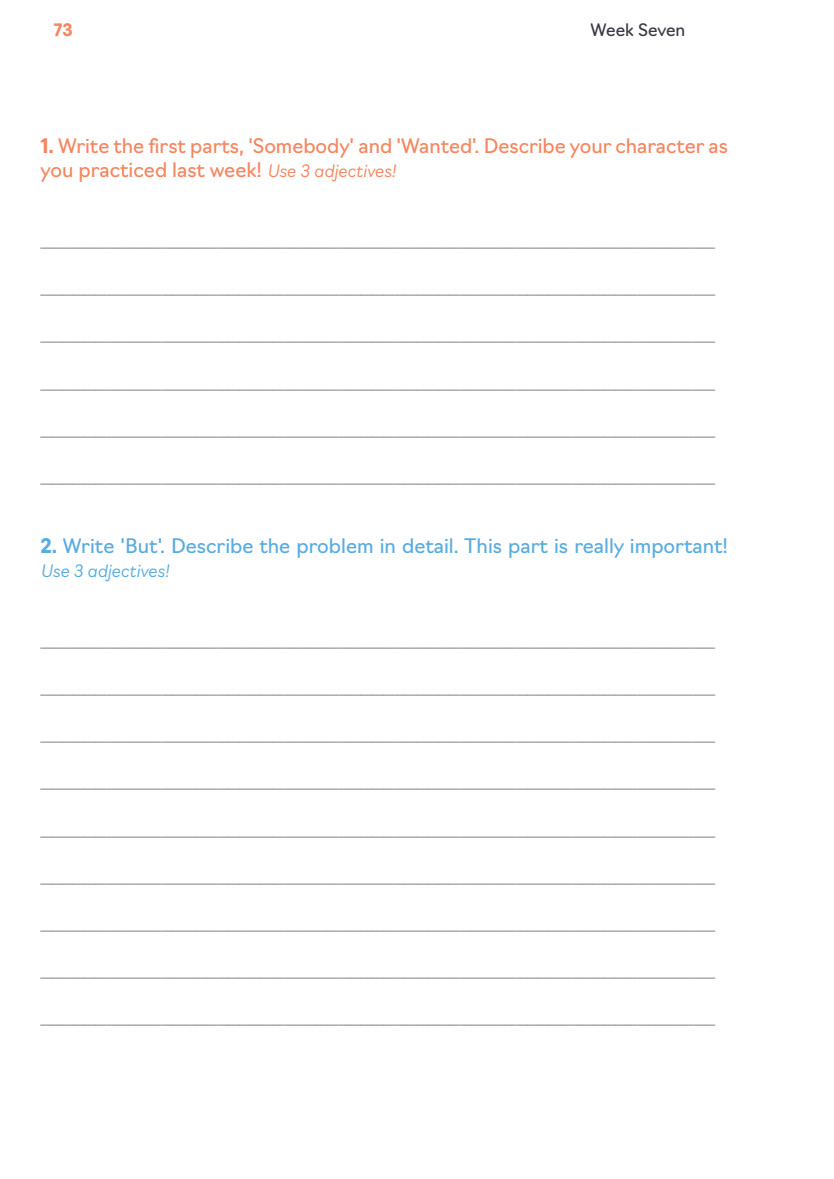 73
Week Seven
1. Write the first parts, 'Somebody' and 'Wanted'. Describe your character as
you practiced last week! Use 3 adjectives!
2. Write 'But'. Describe the problem in detail. This part is really important!
Use 3 adjectives!